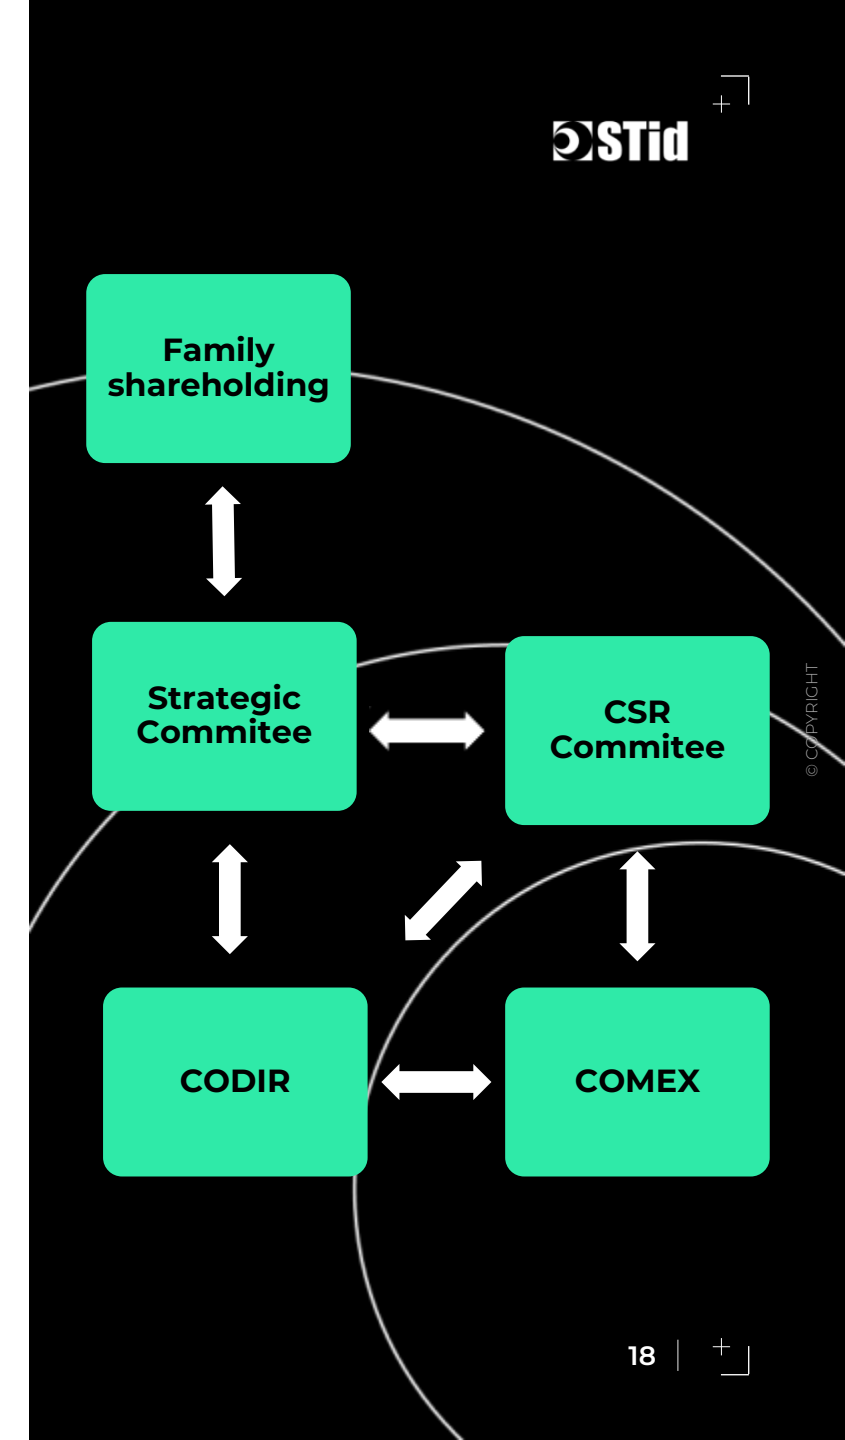 STid
Family
shareholding
Strategic
Commitee
CSR
Commitee
© COPYRIGHT
CODIR
COMEX
18